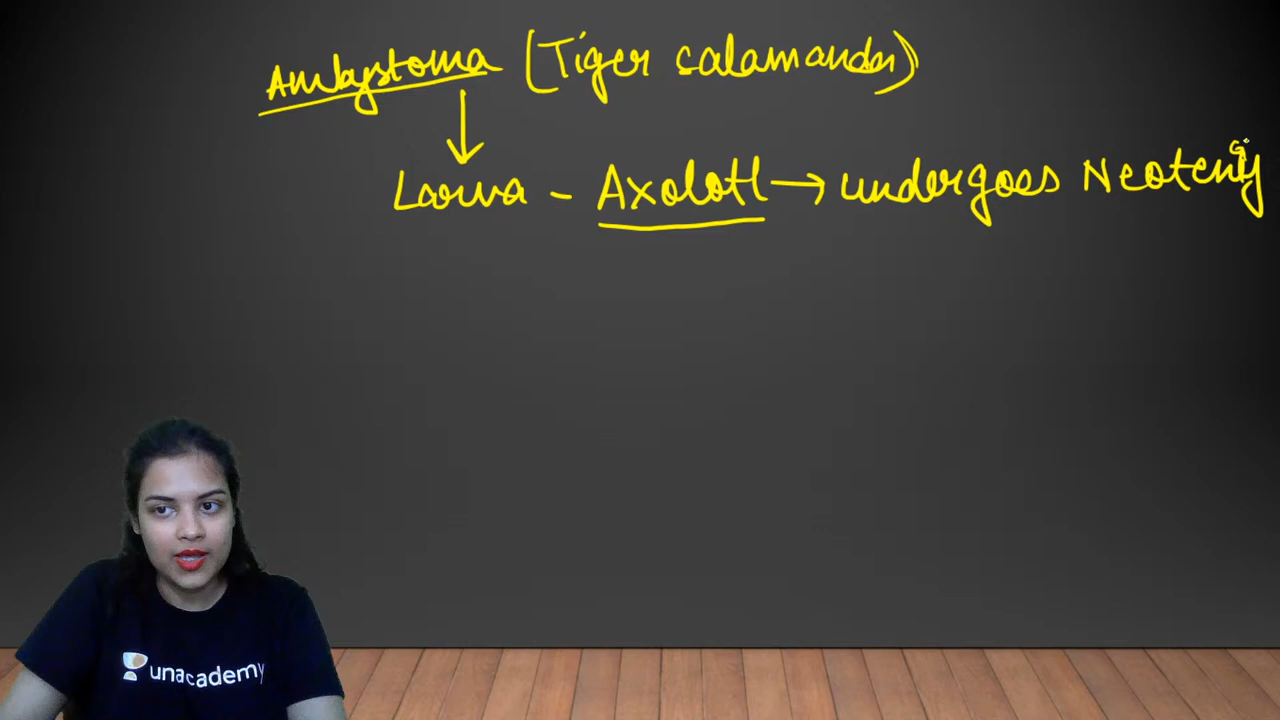 Ambystoma (Tiger salamander)
Larva - Axolotl → undergoes Neoteny
unacademy